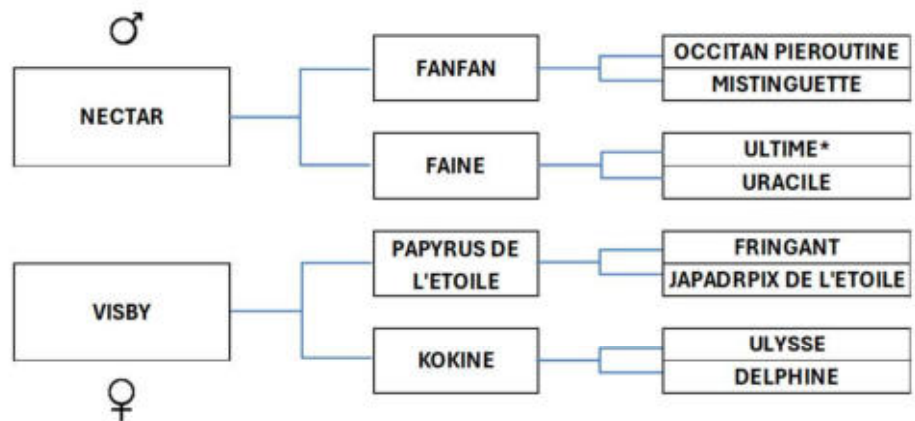 ♂
NECTAR
FANFAN
OCCITAN PIEROUTINE
MISTINGUETTE
FAINE
ULTIME*
URACILE
VISBY
PAPYRUS DE
L'ETOILE
FRINGANT
JAPADRPIX DE L'ETOILE
KOKINE
ULYSSE
DELPHINE
♀